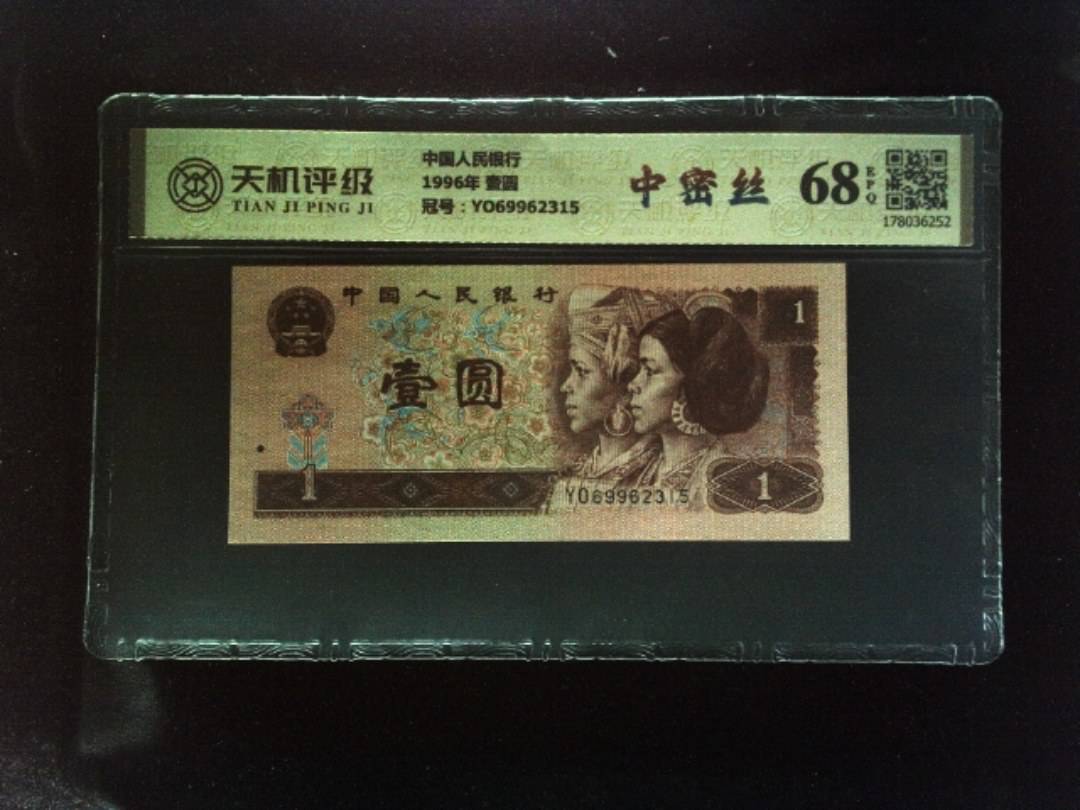 天机评级
TIAN JI PING JI
中国人民银行
1996年 壹圆
冠号：YO69962315
中密丝
68
EPQ
178036252
中国人民银行
壹圆
1
1
YO69962315
1